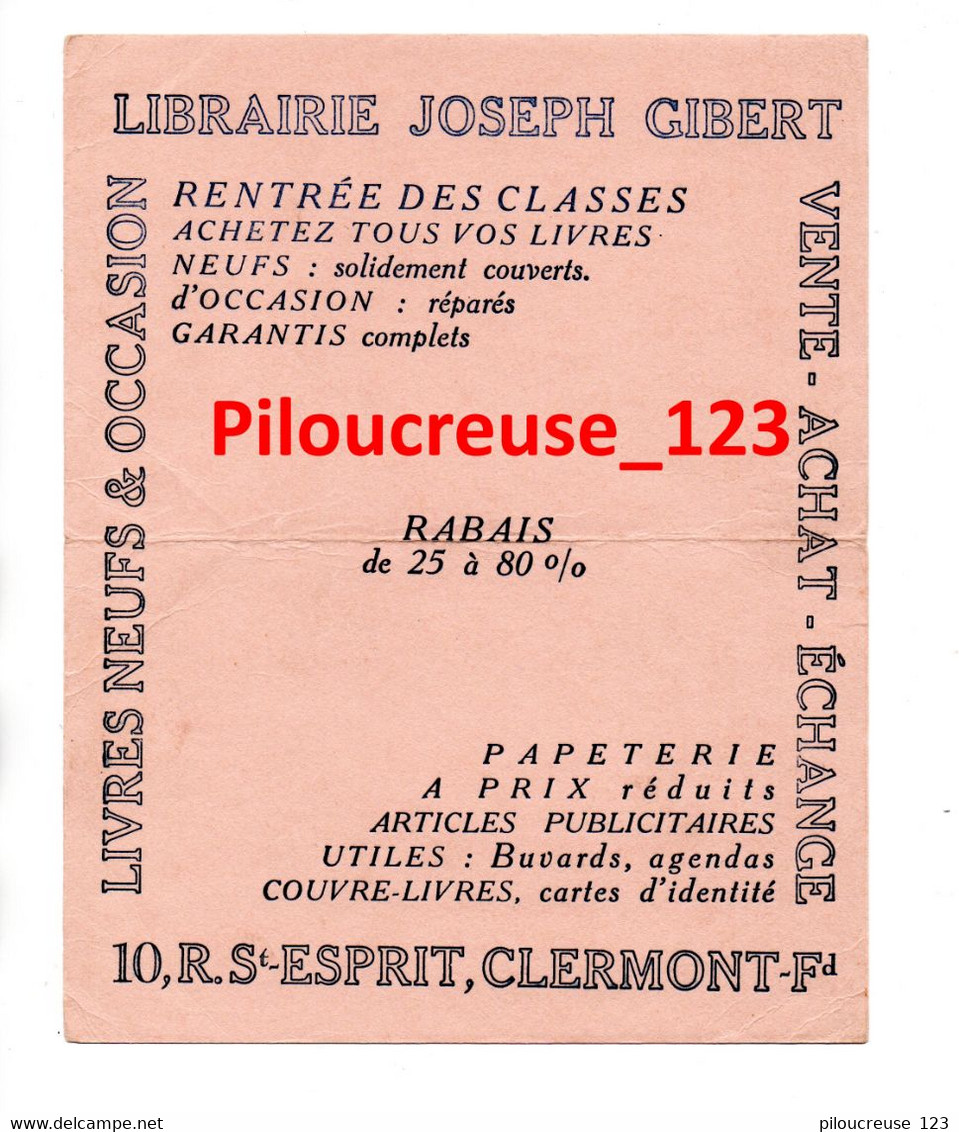 LIBRAIRIE JOSEPH GIBERT
LIVRES NEUFS & OCCASION
VENTE - ACHAT - ÉCHANGE
RENTRÉE DES CLASSES
ACHETEZ TOUS VOS LIVRES
NEUFS : solidement couverts.
d'OCCASION : réparés
GARANTIS complets
Piloucreuse_123
RABAIS
de 25 à 80 o/o
PAPETERIE
A PRIX réduits
ARTICLES PUBLICITAIRES
UTILES : Buvards, agendas
COUVRE-LIVRES, cartes d'identité
10, R. St-ESPRIT, CLERMONT-Fd
www.delcampe.net
piloucreuse 123